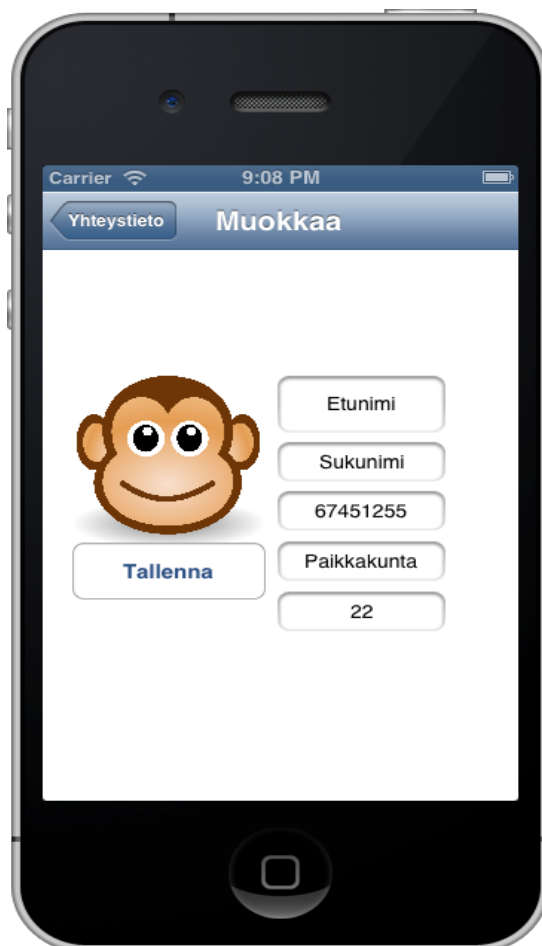 Carrier 9:08 PM
Yhteystieto Muokkaa
Etunimi
Sukunimi
67451255
Paikkakunta
22
Tallenna